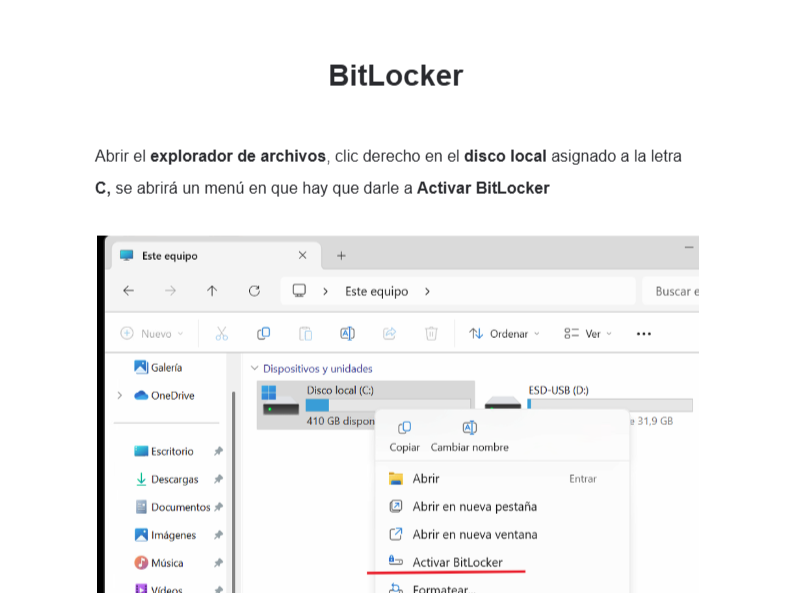 BitLocker
Abrir el explorador de archivos, clic derecho en el disco local asignado a la letra
C, se abrirá un menú en que hay que darle a Activar BitLocker
Este equipo
Este equipo
Buscar e
Nuevo
Ordenar
Ver
Galería
OneDrive
Escritorio
Descargas
Documentos
Imágenes
Música
Vídeos
Dispositivos y unidades
Disco local (C:)
410 GB dispon
ESD-USB (D:)
e 31,9 GB
Copiar Cambiar nombre
Abrir Entrar
Abrir en nueva pestaña
Abrir en nueva ventana
Activar BitLocker
Formatear...